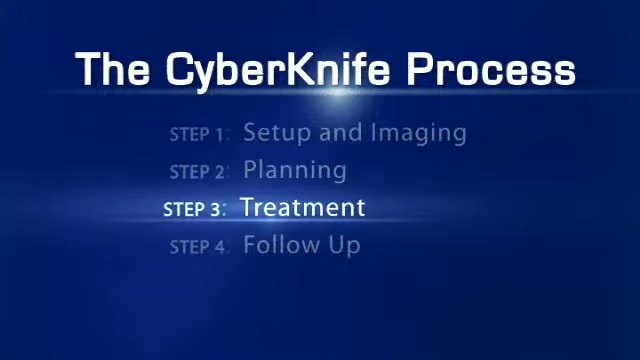 The CyberKnife Process
STEP 1: Setup and Imaging
STEP 2: Planning
STEP 3: Treatment
STEP 4: Follow Up